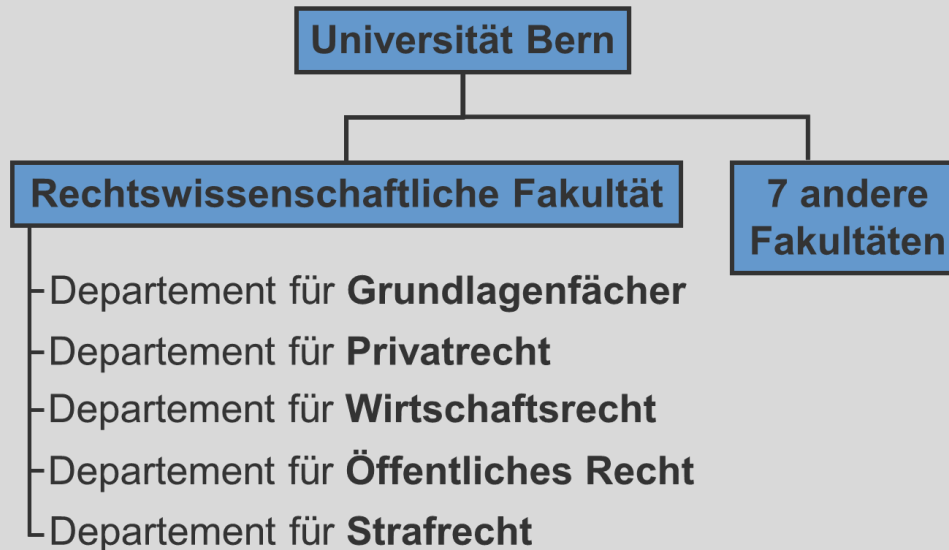 Universität Bern
Rechtswissenschaftliche Fakultät
7 andere
Fakultäten
Departement für Grundlagenfächer
Departement für Privatrecht
Departement für Wirtschaftsrecht
Departement für Öffentliches Recht
Departement für Strafrecht